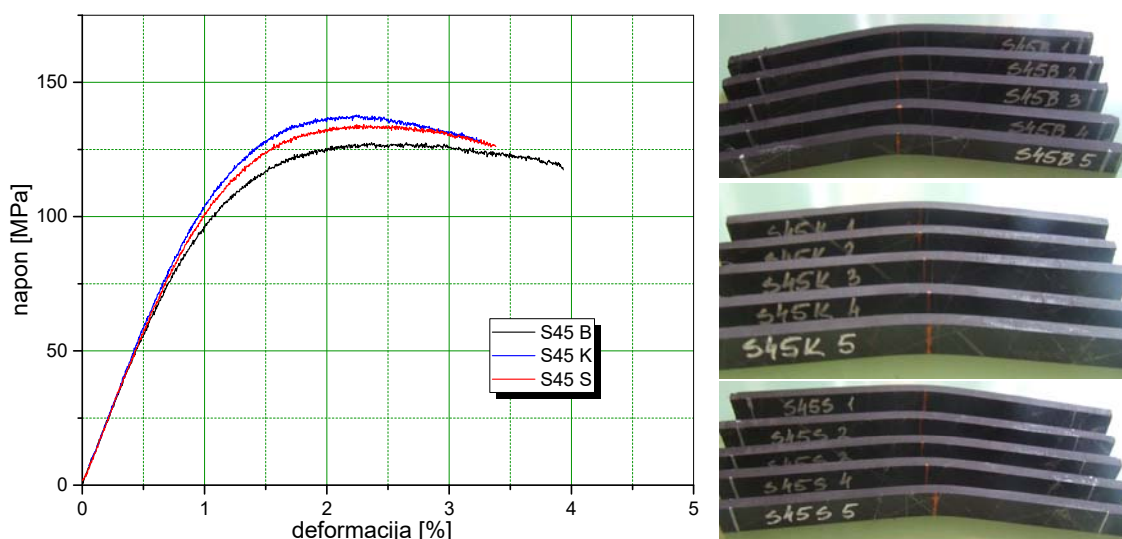 150
100
50
0
0
1
2
3
4
5
napon [MPa]
deformacija [%]
S45 B
S45 K
S45 S
S45B 1
S45B 2
S45B 3
S45B 4
S45B 5
S45K 1
S45K 2
S45K 3
S45K 4
S45K 5
S45S 1
S45S 2
S45S 3
S45S 4
S45S 5